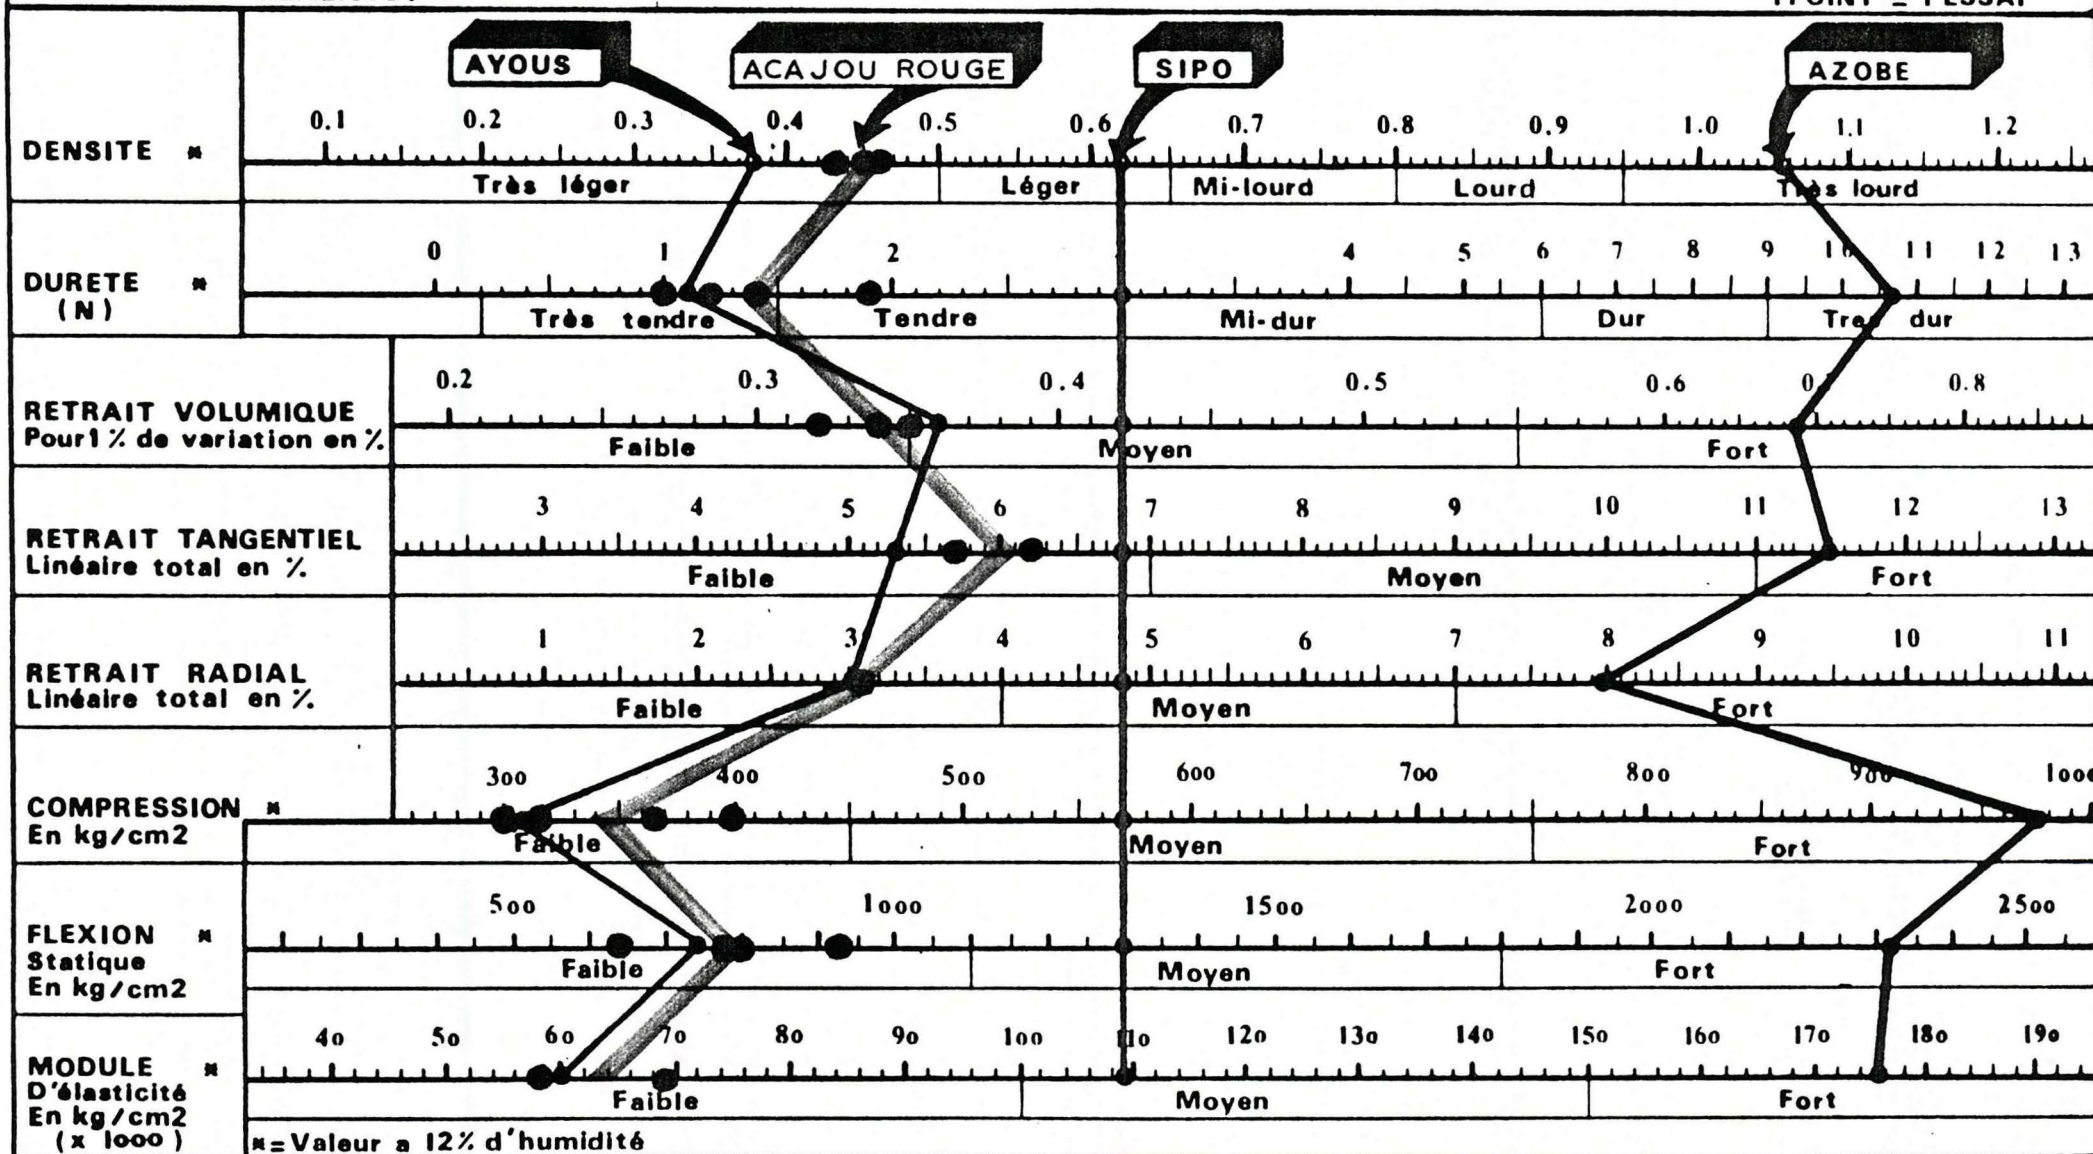 AYOUS ACAJOU ROUGE SIPO AZOBE
0.1 0.2 0.3 0.4 0.5 0.6 0.7 0.8 0.9 1.0 1.1 1.2
DENSITE *
Très léger Léger Mi-lourd Lourd Très lourd
0 1 2 4 5 6 7 8 9 10 11 12 13
DURETE *
(N)
Très tendre Tendre Mi-dur Dur Tres dur
0.2 0.3 0.4 0.5 0.6 0.8
RETRAIT VOLUMIQUE
Pour 1 % de variation en %
Faible Moyen Fort
3 4 5 6 7 8 9 10 11 12 13
RETRAIT TANGENTIEL
Linéaire total en %
Faible Moyen Fort
1 2 3 4 5 6 7 8 9 10 11
RETRAIT RADIAL
Linéaire total en %
Faible Moyen Fort
300 400 500 600 700 800 900 1000
COMPRESSION *
En kg/cm2
Faible Moyen Fort
500 1000 1500 2000 2500
FLEXION *
Statique
En kg/cm2
Faible Moyen Fort
40 50 60 70 80 90 100 110 120 130 140 150 160 170 180 190
MODULE *
D'élasticité
En kg/cm2
(x 1000)
Faible Moyen Fort
*=Valeur a 12% d'humidité